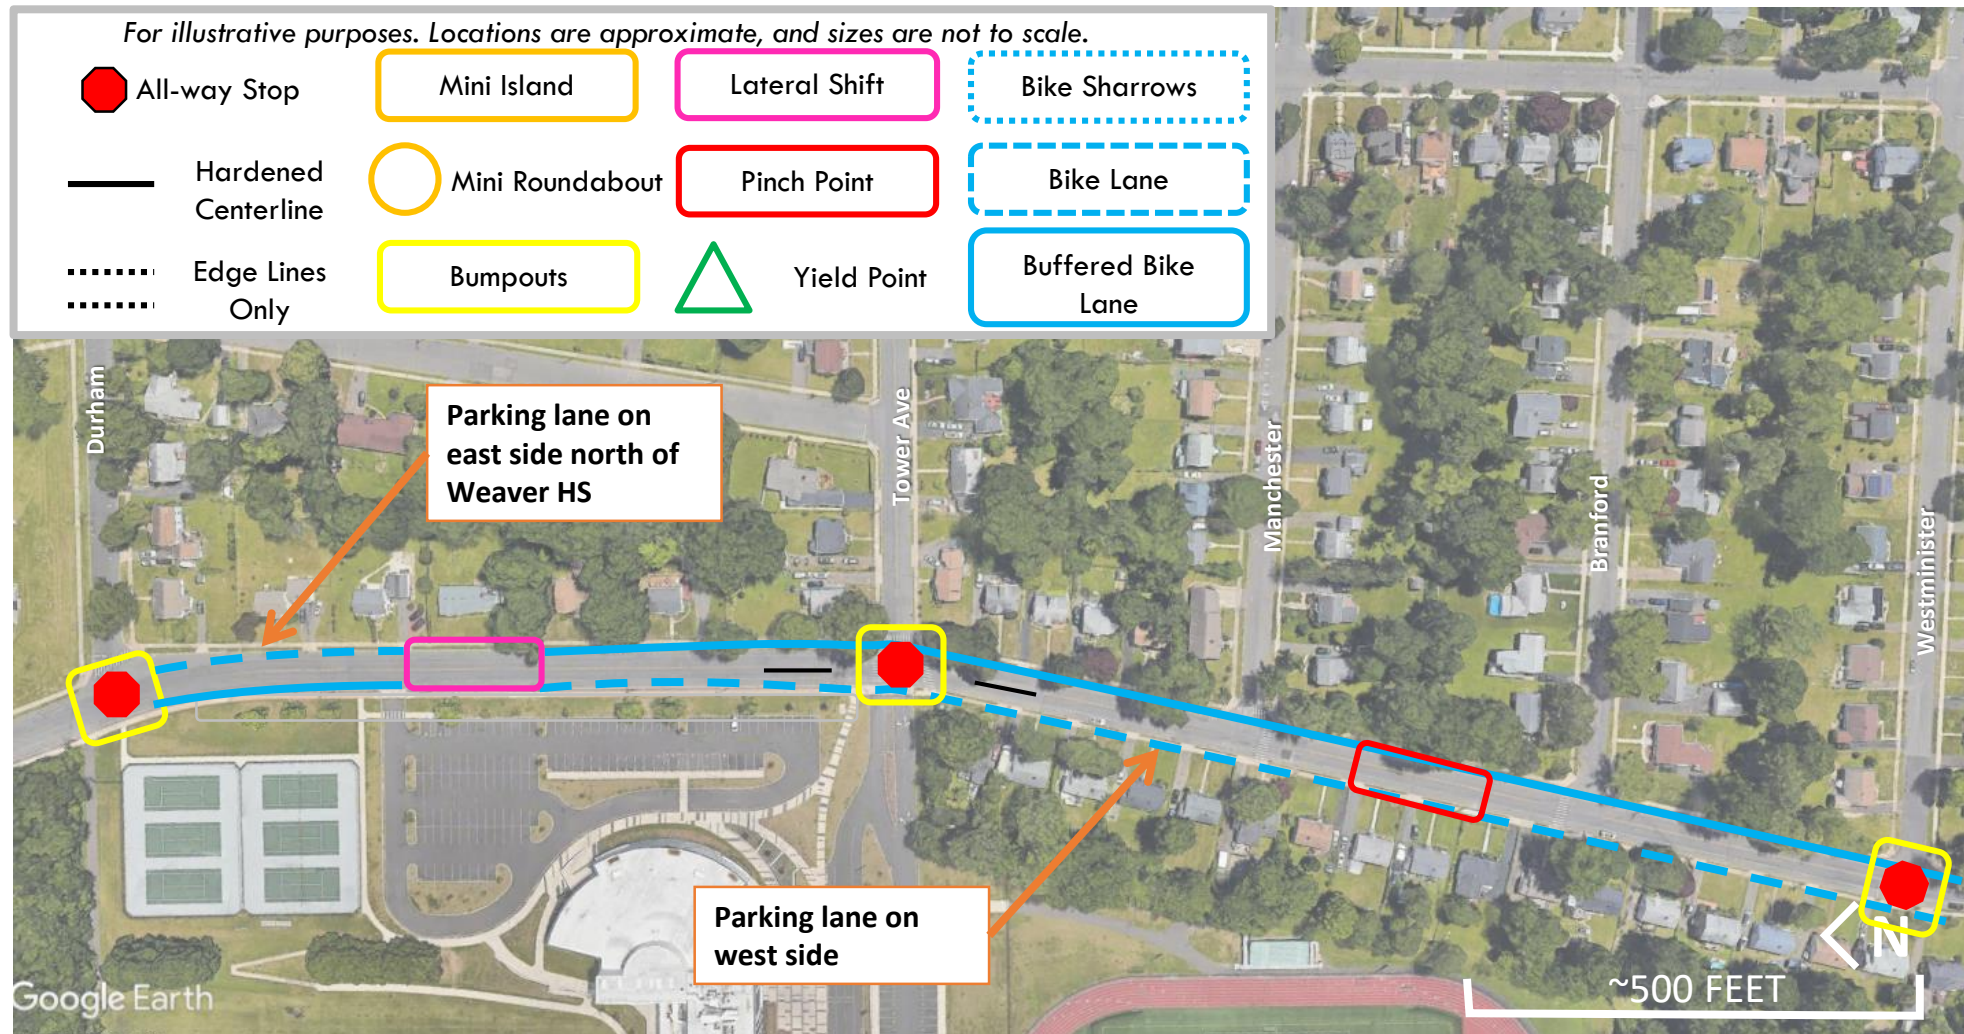 For illustrative purposes. Locations are approximate, and sizes are not to scale.
All-way Stop
Mini Island
Lateral Shift
Bike Sharrows
Hardened
Centerline
Mini Roundabout
Pinch Point
Bike Lane
Edge Lines
Only
Bumpouts
Yield Point
Buffered Bike
Lane
Durham
Parking lane on
east side north of
Weaver HS
Tower Ave
Manchester
Branford
Westminister
Parking lane on
west side
N
~500 FEET
Google Earth